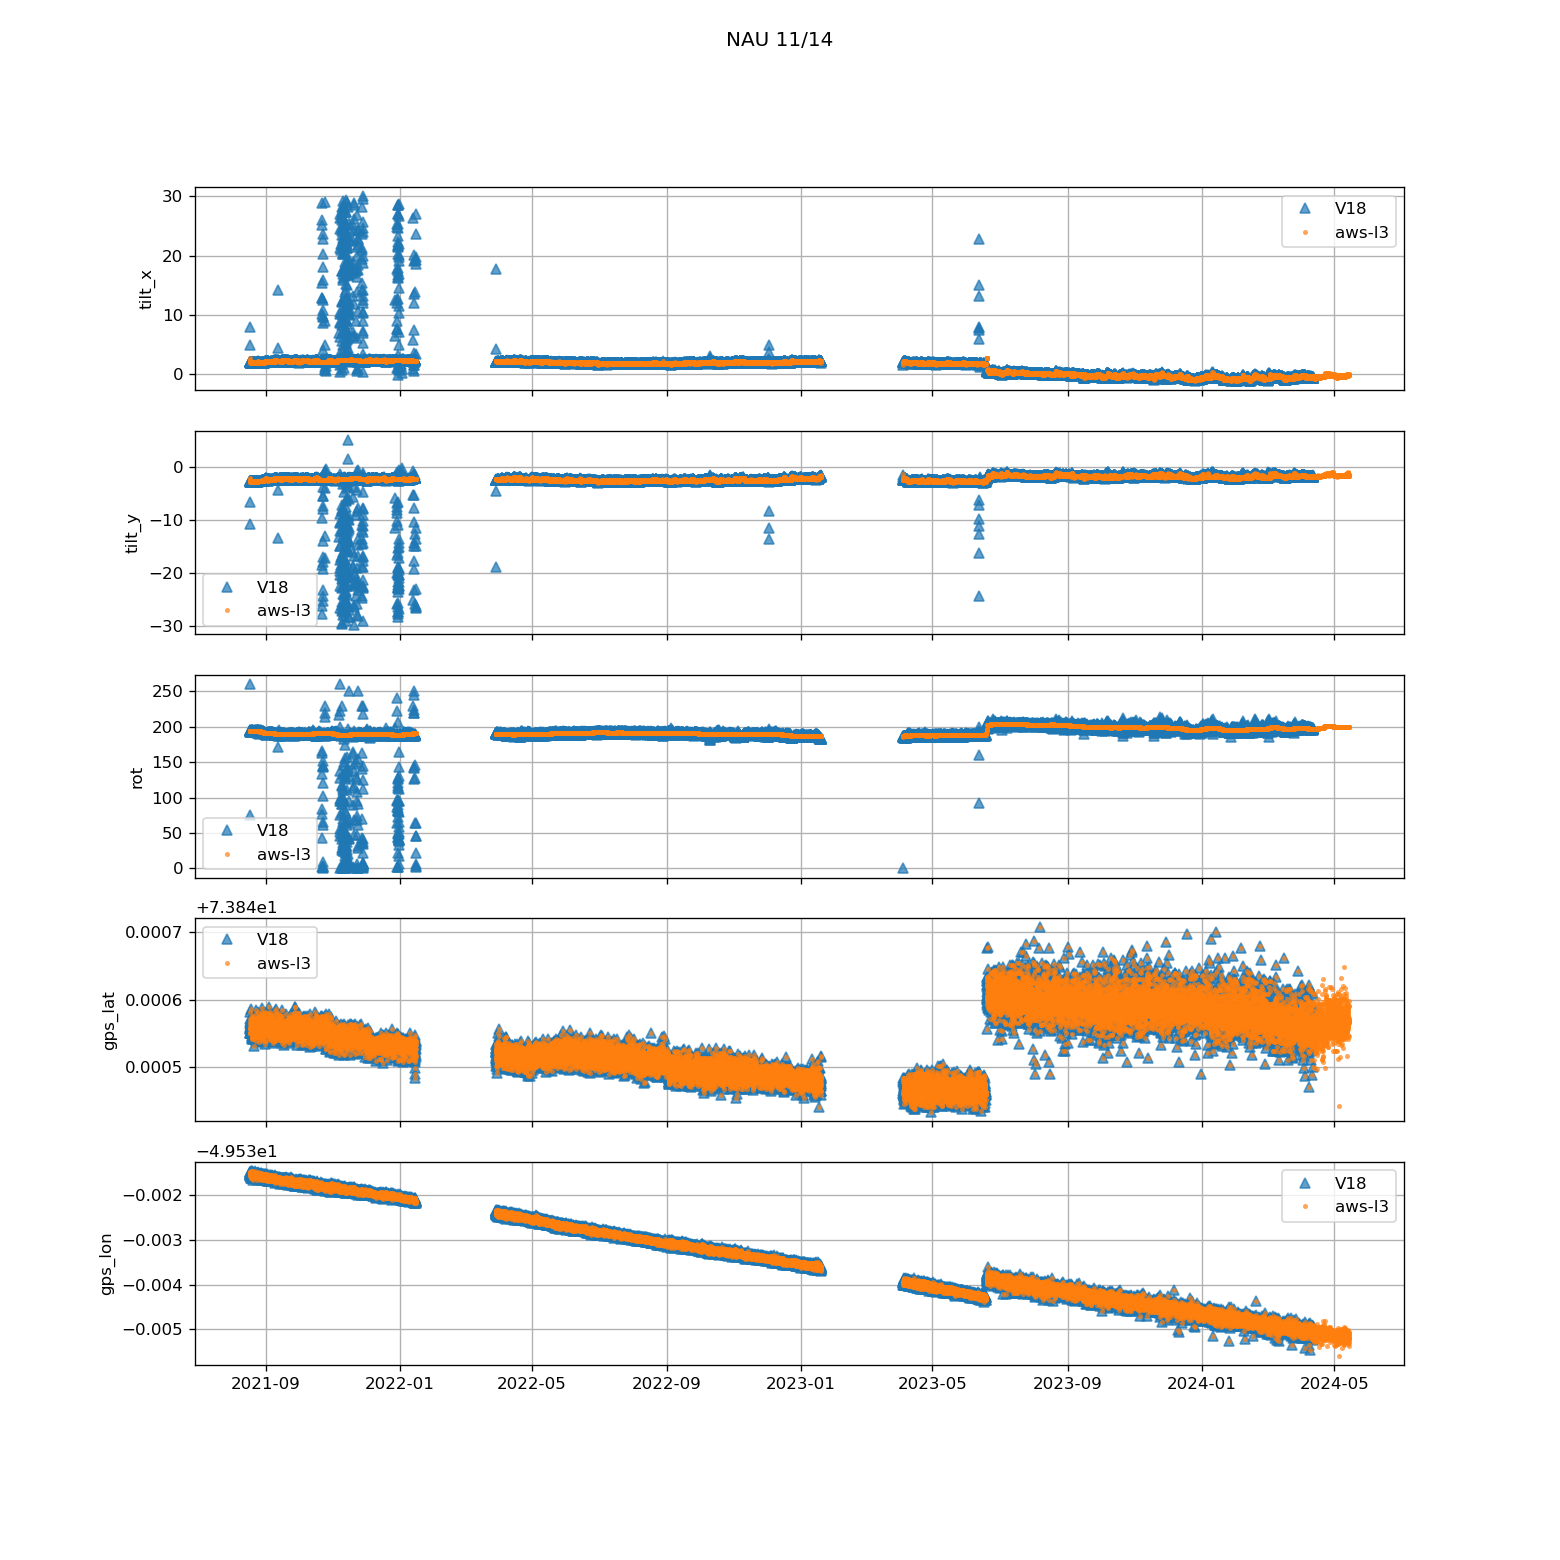 NAU 11/14
30
20
10
0
tilt_x
V18
aws-l3
0
−10
−20
−30
tilt_y
V18
aws-l3
250
200
150
100
50
0
rot
V18
aws-l3
+7.384e1
0.0007
0.0006
0.0005
gps_lat
V18
aws-l3
−4.953e1
−0.002
−0.003
−0.004
−0.005
gps_lon
V18
aws-l3
2021-09 2022-01 2022-05 2022-09 2023-01 2023-05 2023-09 2024-01 2024-05